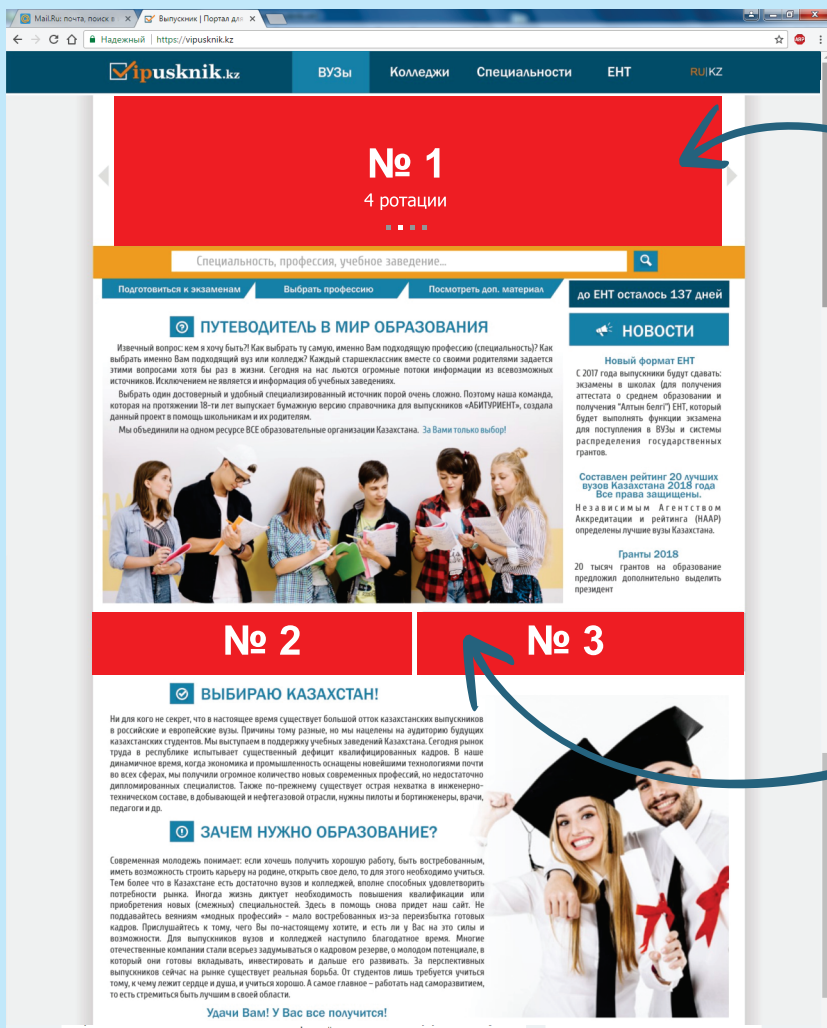 Mail.Ru: почта, поиск в
Выпускник | Портал для
Надежный | https://vipusknik.kz
Vipusknik.kz
ВУЗы Колледжи Специальности ЕНТ RU|KZ
№ 1
4 ротации
Специальность, профессия, учебное заведение...
Подготовиться к экзаменам Выбрать профессию Посмотреть доп. материал
до ЕНТ осталось 137 дней
ПУТЕВОДИТЕЛЬ В МИР ОБРАЗОВАНИЯ
Извечный вопрос: кем я хочу быть?! Как выбрать ту самую, именно Вам подходящую профессию (специальность)? Как
выбрать именно Вам подходящий вуз или колледж? Каждый старшеклассник вместе со своими родителями задается
этими вопросами хотя бы раз в жизни. Сегодня на нас льются огромные потоки информации из всевозможных
источников. Исключением не является и информация об учебных заведениях.
Выбрать один достоверный и удобный специализированный источник порой очень сложно. Поэтому наша команда,
которая на протяжении 18-ти лет выпускает бумажную версию справочника для выпускников «АБИТУРИЕНТ», создала
данный проект в помощь школьникам и их родителям.
Мы объединили на одном ресурсе ВСЕ образовательные организации Казахстана. За Вами только выбор!
НОВОСТИ
Новый формат ЕНТ
С 2017 года выпускники будут сдавать:
экзамены в школах (для получения
аттестата о среднем образовании и
получения "Алтын белгі") ЕНТ, который
будет выполнять функции экзамена
для поступления в ВУЗы и системы
распределения государственных
грантов.
Составлен рейтинг 20 лучших
вузов Казахстана 2018 года
Все права защищены.
Независимым Агентством
Аккредитации и рейтинга (НААР)
определены лучшие вузы Казахстана.
Гранты 2018
20 тысяч грантов на образование
предложил дополнительно выделить
президент
№ 2
№ 3
ВЫБИРАЮ КАЗАХСТАН!
Ни для кого не секрет, что в настоящее время существует большой отток казахстанских выпускников
в российские и европейские вузы. Причины тому разные, но мы нацелены на аудиторию будущих
казахстанских студентов. Мы выступаем в поддержку учебных заведений Казахстана. Сегодня рынок
труда в республике испытывает существенный дефицит квалифицированных кадров. В наше
динамичное время, когда экономика и промышленность оснащены новейшими технологиями почти
во всех сферах, мы получили огромное количество новых современных профессий, но недостаточно
дипломированных специалистов. Также по-прежнему существует острая нехватка в инженерно-
техническом составе, в добывающей и нефтегазовой отрасли, нужны пилоты и бортинженеры, врачи,
педагоги и др.
ЗАЧЕМ НУЖНО ОБРАЗОВАНИЕ?
Современная молодежь понимает: если хочешь получить хорошую работу, быть востребованным,
иметь возможность строить карьеру на родине, открыть свое дело, то для этого необходимо учиться.
Тем более что в Казахстане есть достаточно вузов и колледжей, вполне способных удовлетворить
потребности рынка. Иногда жизнь диктует необходимость повышения квалификации или
приобретения новых (смежных) специальностей. Здесь в помощь снова придет наш сайт. Не
поддавайтесь веяниям «модных профессий» - мало востребованных из-за переизбытка готовых
кадров. Прислушайтесь к тому, чего Вы по-настоящему хотите, и есть ли у Вас на это силы и
возможности. Для выпускников вузов и колледжей наступило благодатное время. Многие
отечественные компании стали всерьез задумываться о кадровом резерве, о молодом потенциале, в
который они готовы вкладывать, инвестировать и дальше его развивать. За перспективных
выпускников сейчас на рынке существует реальная борьба. От студентов лишь требуется учиться
тому, к чему лежит сердце и душа, и учиться хорошо. А самое главное – работать над саморазвитием,
то есть стремиться быть лучшим в своей области.
Удачи Вам! У Вас все получится!